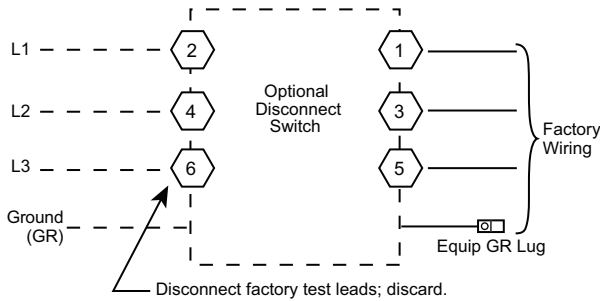 L1
2
1
Optional
Disconnect
Switch
L2
4
3
Factory
Wiring
L3
6
5
Ground
(GR)
Equip GR Lug
Disconnect factory test leads; discard.